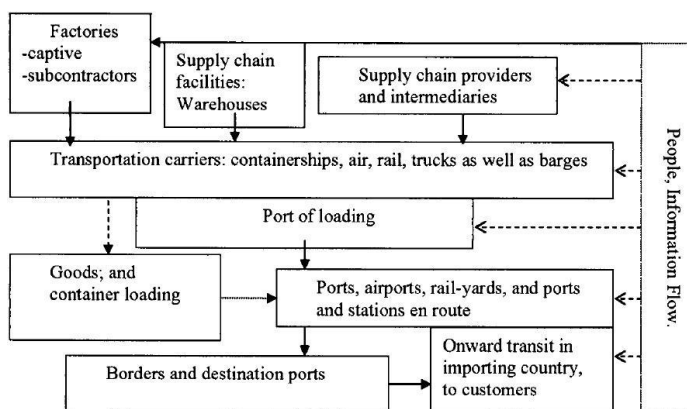 Factories
-captive
-subcontractors
Supply chain
facilities:
Warehouses
Supply chain providers
and intermediaries
Transportation carriers: containerships, air, rail, trucks as well as barges
Port of loading
Goods; and
container loading
Ports, airports, rail-yards, and ports
and stations en route
Borders and destination ports
Onward transit in
importing country,
to customers
People, Information Flow.